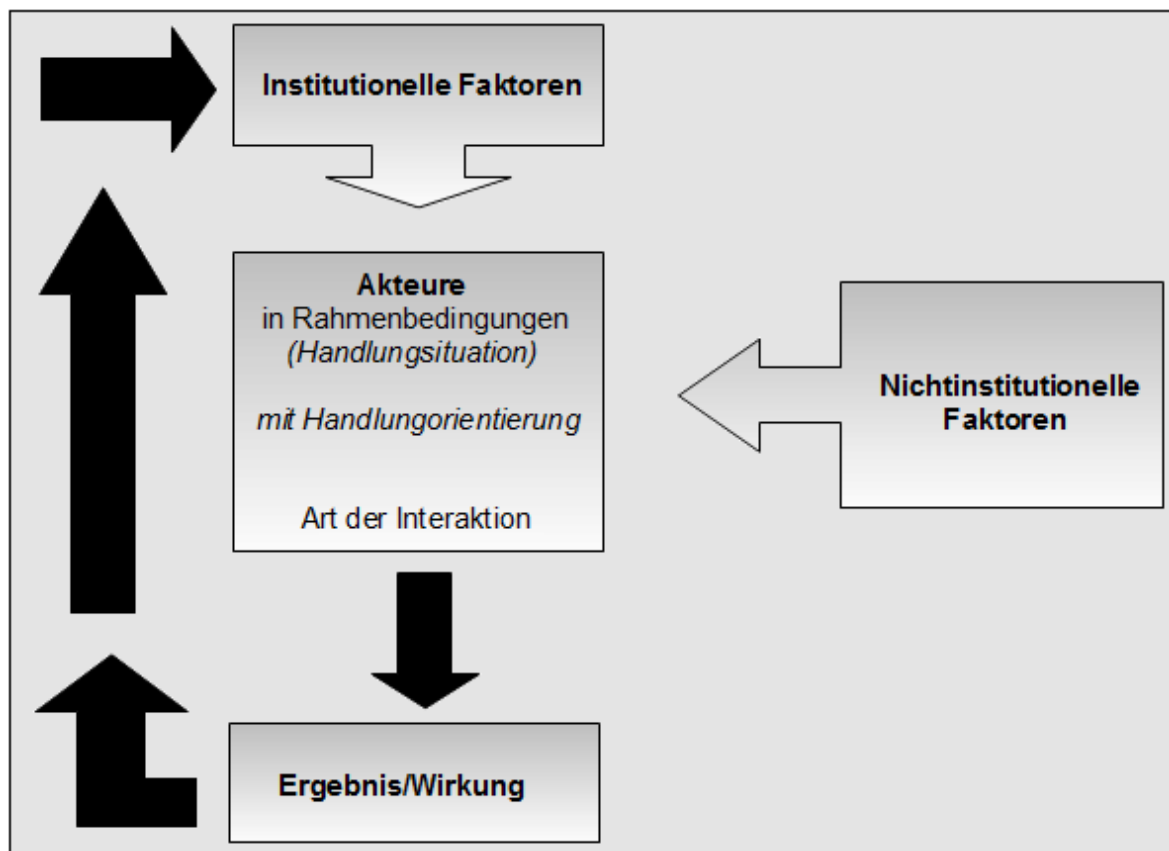 Institutionelle Faktoren
Akteure
in Rahmenbedingungen
(Handlungsituation)
mit Handlungorientierung
Art der Interaktion
Nichtinstitutionelle
Faktoren
Ergebnis/Wirkung